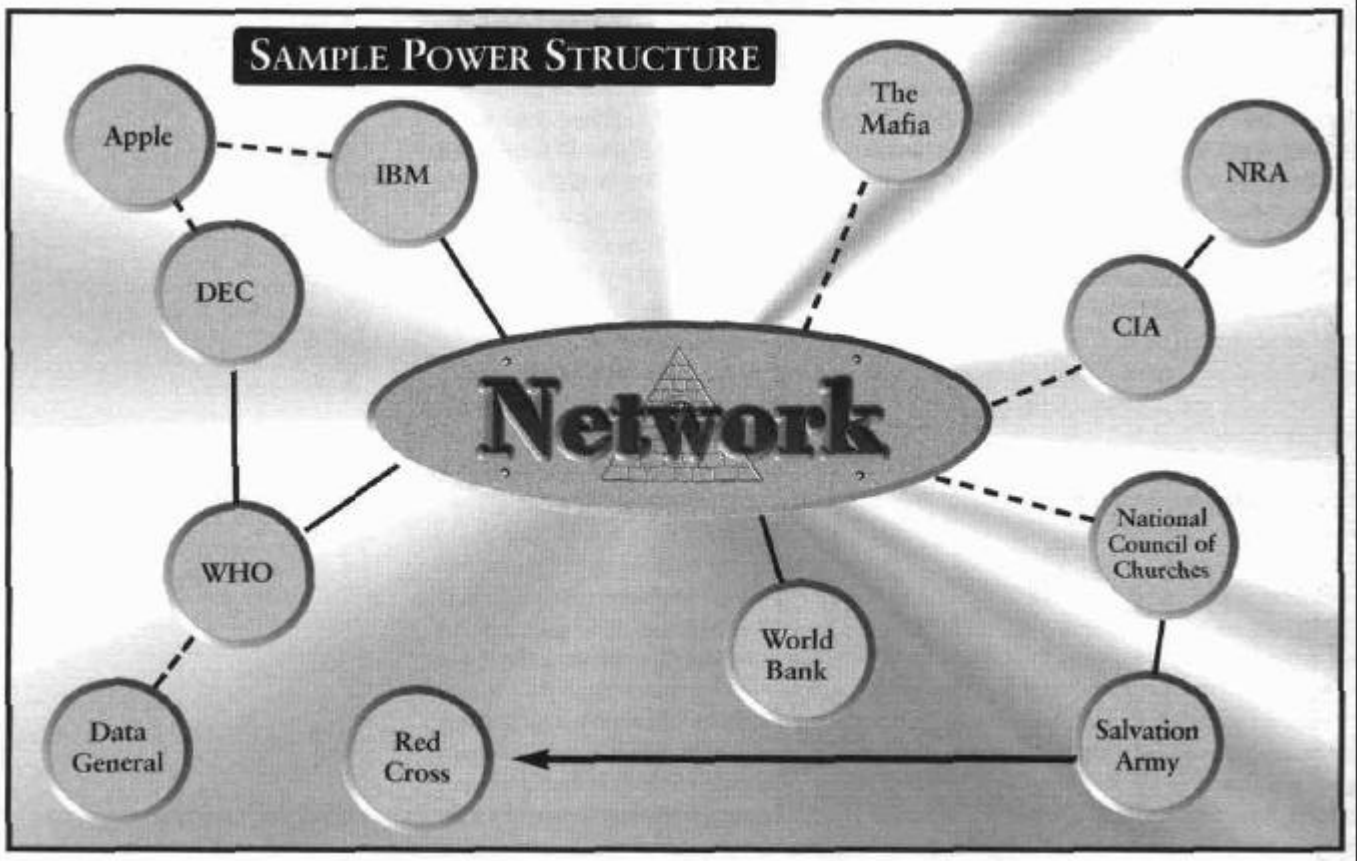 SAMPLE POWER STRUCTURE
Apple
IBM
The
Mafia
NRA
DEC
CIA
Network
National
Council of
Churches
WHO
World
Bank
Data
General
Red
Cross
Salvation
Army